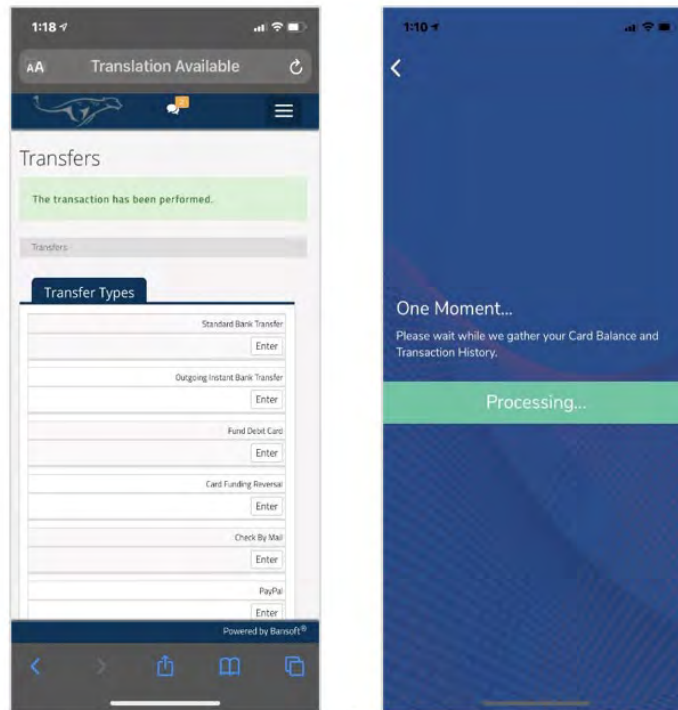 1:18
AA Translation Available
Transfers
The transaction has been performed.
Transfers
Transfer Types
Standard Bank Transfer
Enter
Outgoing Instant Bank Transfer
Enter
Fund Debit Card
Enter
Card Funding Reversal
Enter
Check By Mail
Enter
PayPal
Enter
Powered by Bansoft®
1:10
One Moment...
Please wait while we gather your Card Balance and
Transaction History.
Processing...